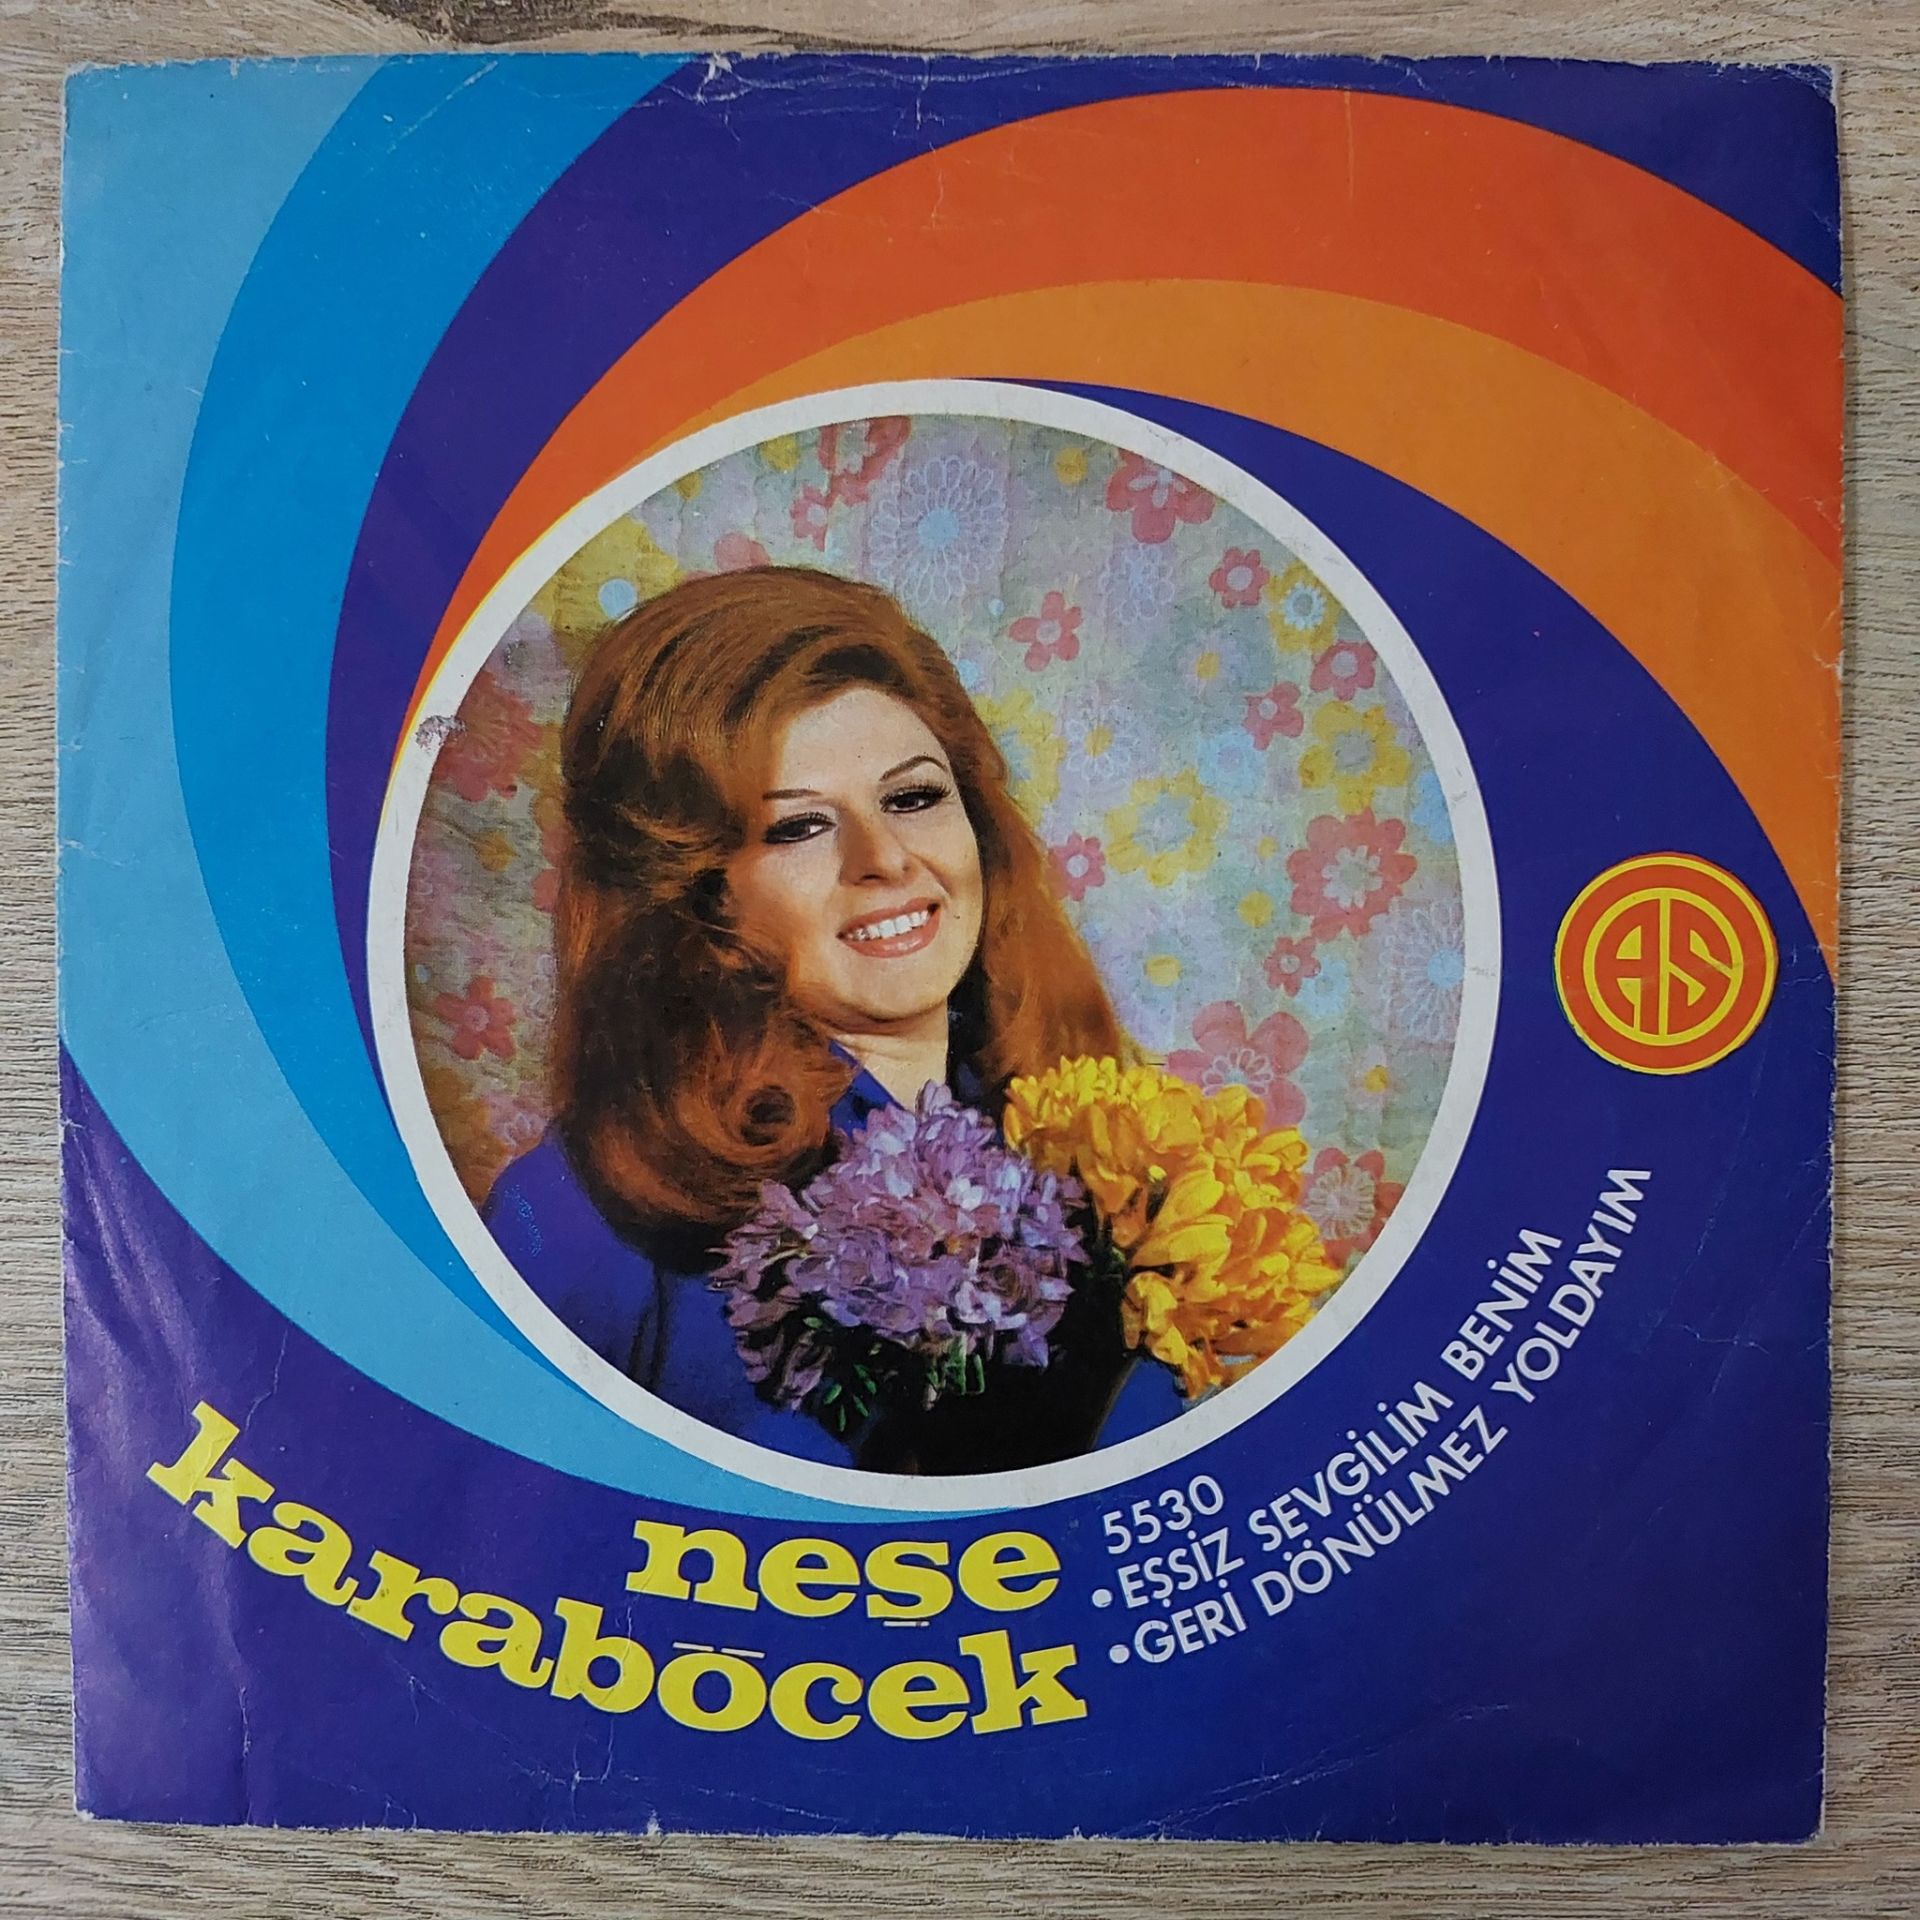 AS
neşe
karaböcek
5530
• EŞSİZ SEVGİLİM BENİM
• GERİ DÖNÜLMEZ YOLDAYIM